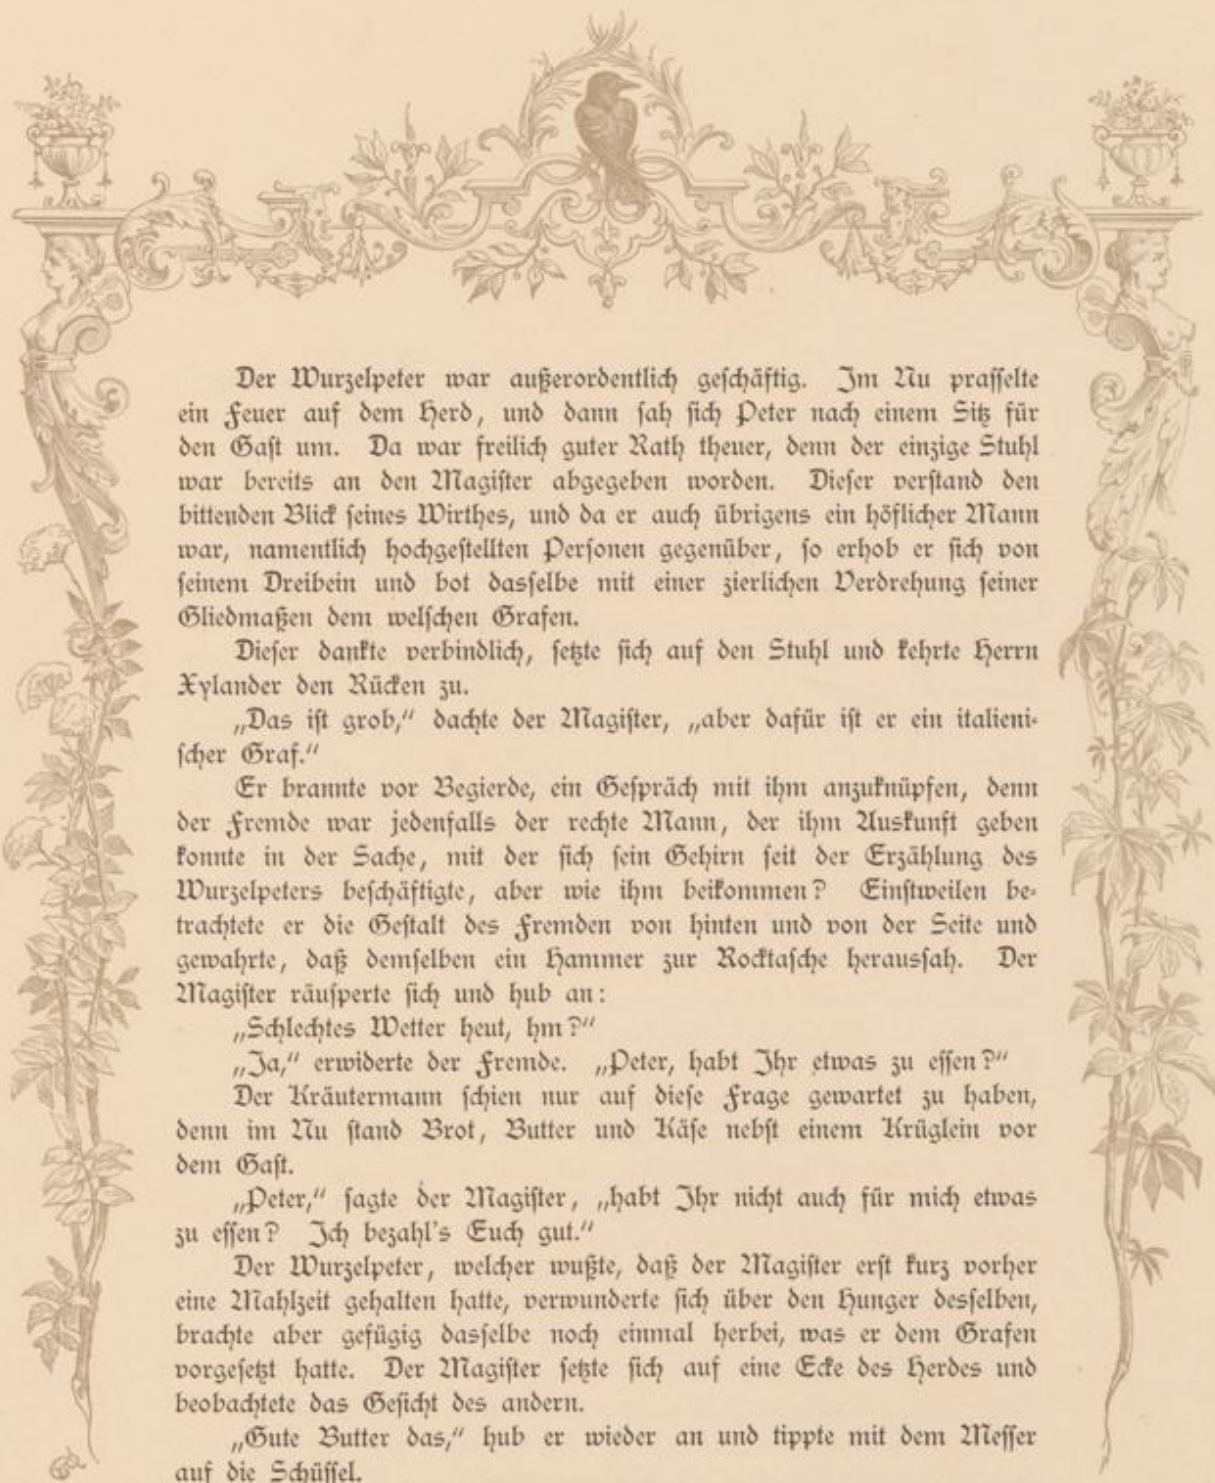 Der Wurzelpeter war außerordentlich geschäftig. Im Nu prasselte
ein Feuer auf dem Herd, und dann sah sich Peter nach einem Sitz für
den Gast um. Da war freilich guter Rath theuer, denn der einzige Stuhl
war bereits an den Magister abgegeben worden. Dieser verstand den
bittenden Blick seines Wirthes, und da er auch übrigens ein höflicher Mann
war, namentlich hochgestellten Personen gegenüber, so erhob er sich von
seinem Dreibein und bot dasselbe mit einer zierlichen Verdrehung seiner
Gliedmaßen dem welschen Grafen.
Dieser dankte verbindlich, setzte sich auf den Stuhl und kehrte Herrn
Xylander den Rücken zu.
„Das ist grob,“ dachte der Magister, „aber dafür ist er ein italieni-
scher Graf.“
Er brannte vor Begierde, ein Gespräch mit ihm anzuknüpfen, denn
der Fremde war jedenfalls der rechte Mann, der ihm Auskunft geben
konnte in der Sache, mit der sich sein Gehirn seit der Erzählung des
Wurzelpeters beschäftigte, aber wie ihm beikommen? Einstweilen be-
trachtete er die Gestalt des Fremden von hinten und von der Seite und
gewahrte, daß demselben ein Hammer zur Rocktasche heraussah. Der
Magister räusperte sich und hub an:
„Schlechtes Wetter heut, hm?“
„Ja,“ erwiderte der Fremde. „Peter, habt Ihr etwas zu essen?“
Der Kräutermann schien nur auf diese Frage gewartet zu haben,
denn im Nu stand Brot, Butter und Käse nebst einem Krüglein vor
dem Gast.
„Peter,“ sagte der Magister, „habt Ihr nicht auch für mich etwas
zu essen? Ich bezahl's Euch gut.“
Der Wurzelpeter, welcher wußte, daß der Magister erst kurz vorher
eine Mahlzeit gehalten hatte, verwunderte sich über den Hunger desselben,
brachte aber gefügig dasselbe noch einmal herbei, was er dem Grafen
vorgesetzt hatte. Der Magister setzte sich auf eine Ecke des Herdes und
beobachtete das Gesicht des andern.
„Gute Butter das,“ hub er wieder an und tippte mit dem Messer
auf die Schüssel.